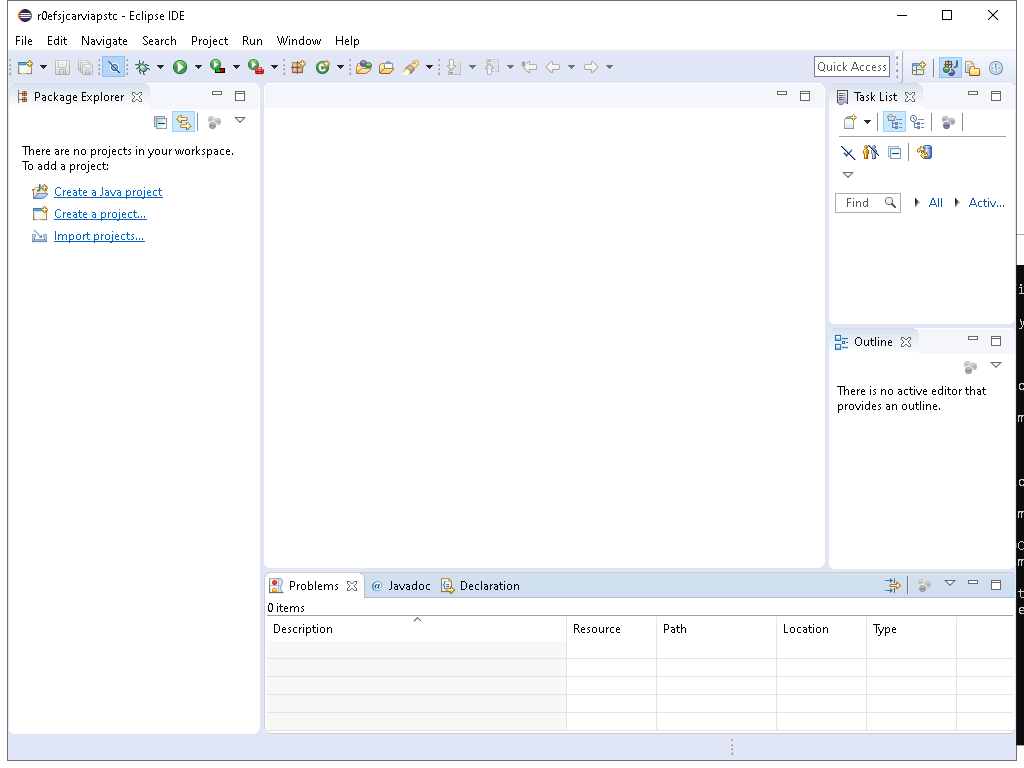 r0efsjcarviapstc - Eclipse IDE
File Edit Navigate Search Project Run Window Help
Quick Access
Package Explorer
There are no projects in your workspace.
To add a project:
Create a Java project
Create a project...
Import projects...
Task List
Find
All
Activ...
Outline
There is no active editor that
provides an outline.
Problems
@ Javadoc
Declaration
0 items
Description Resource Path Location Type